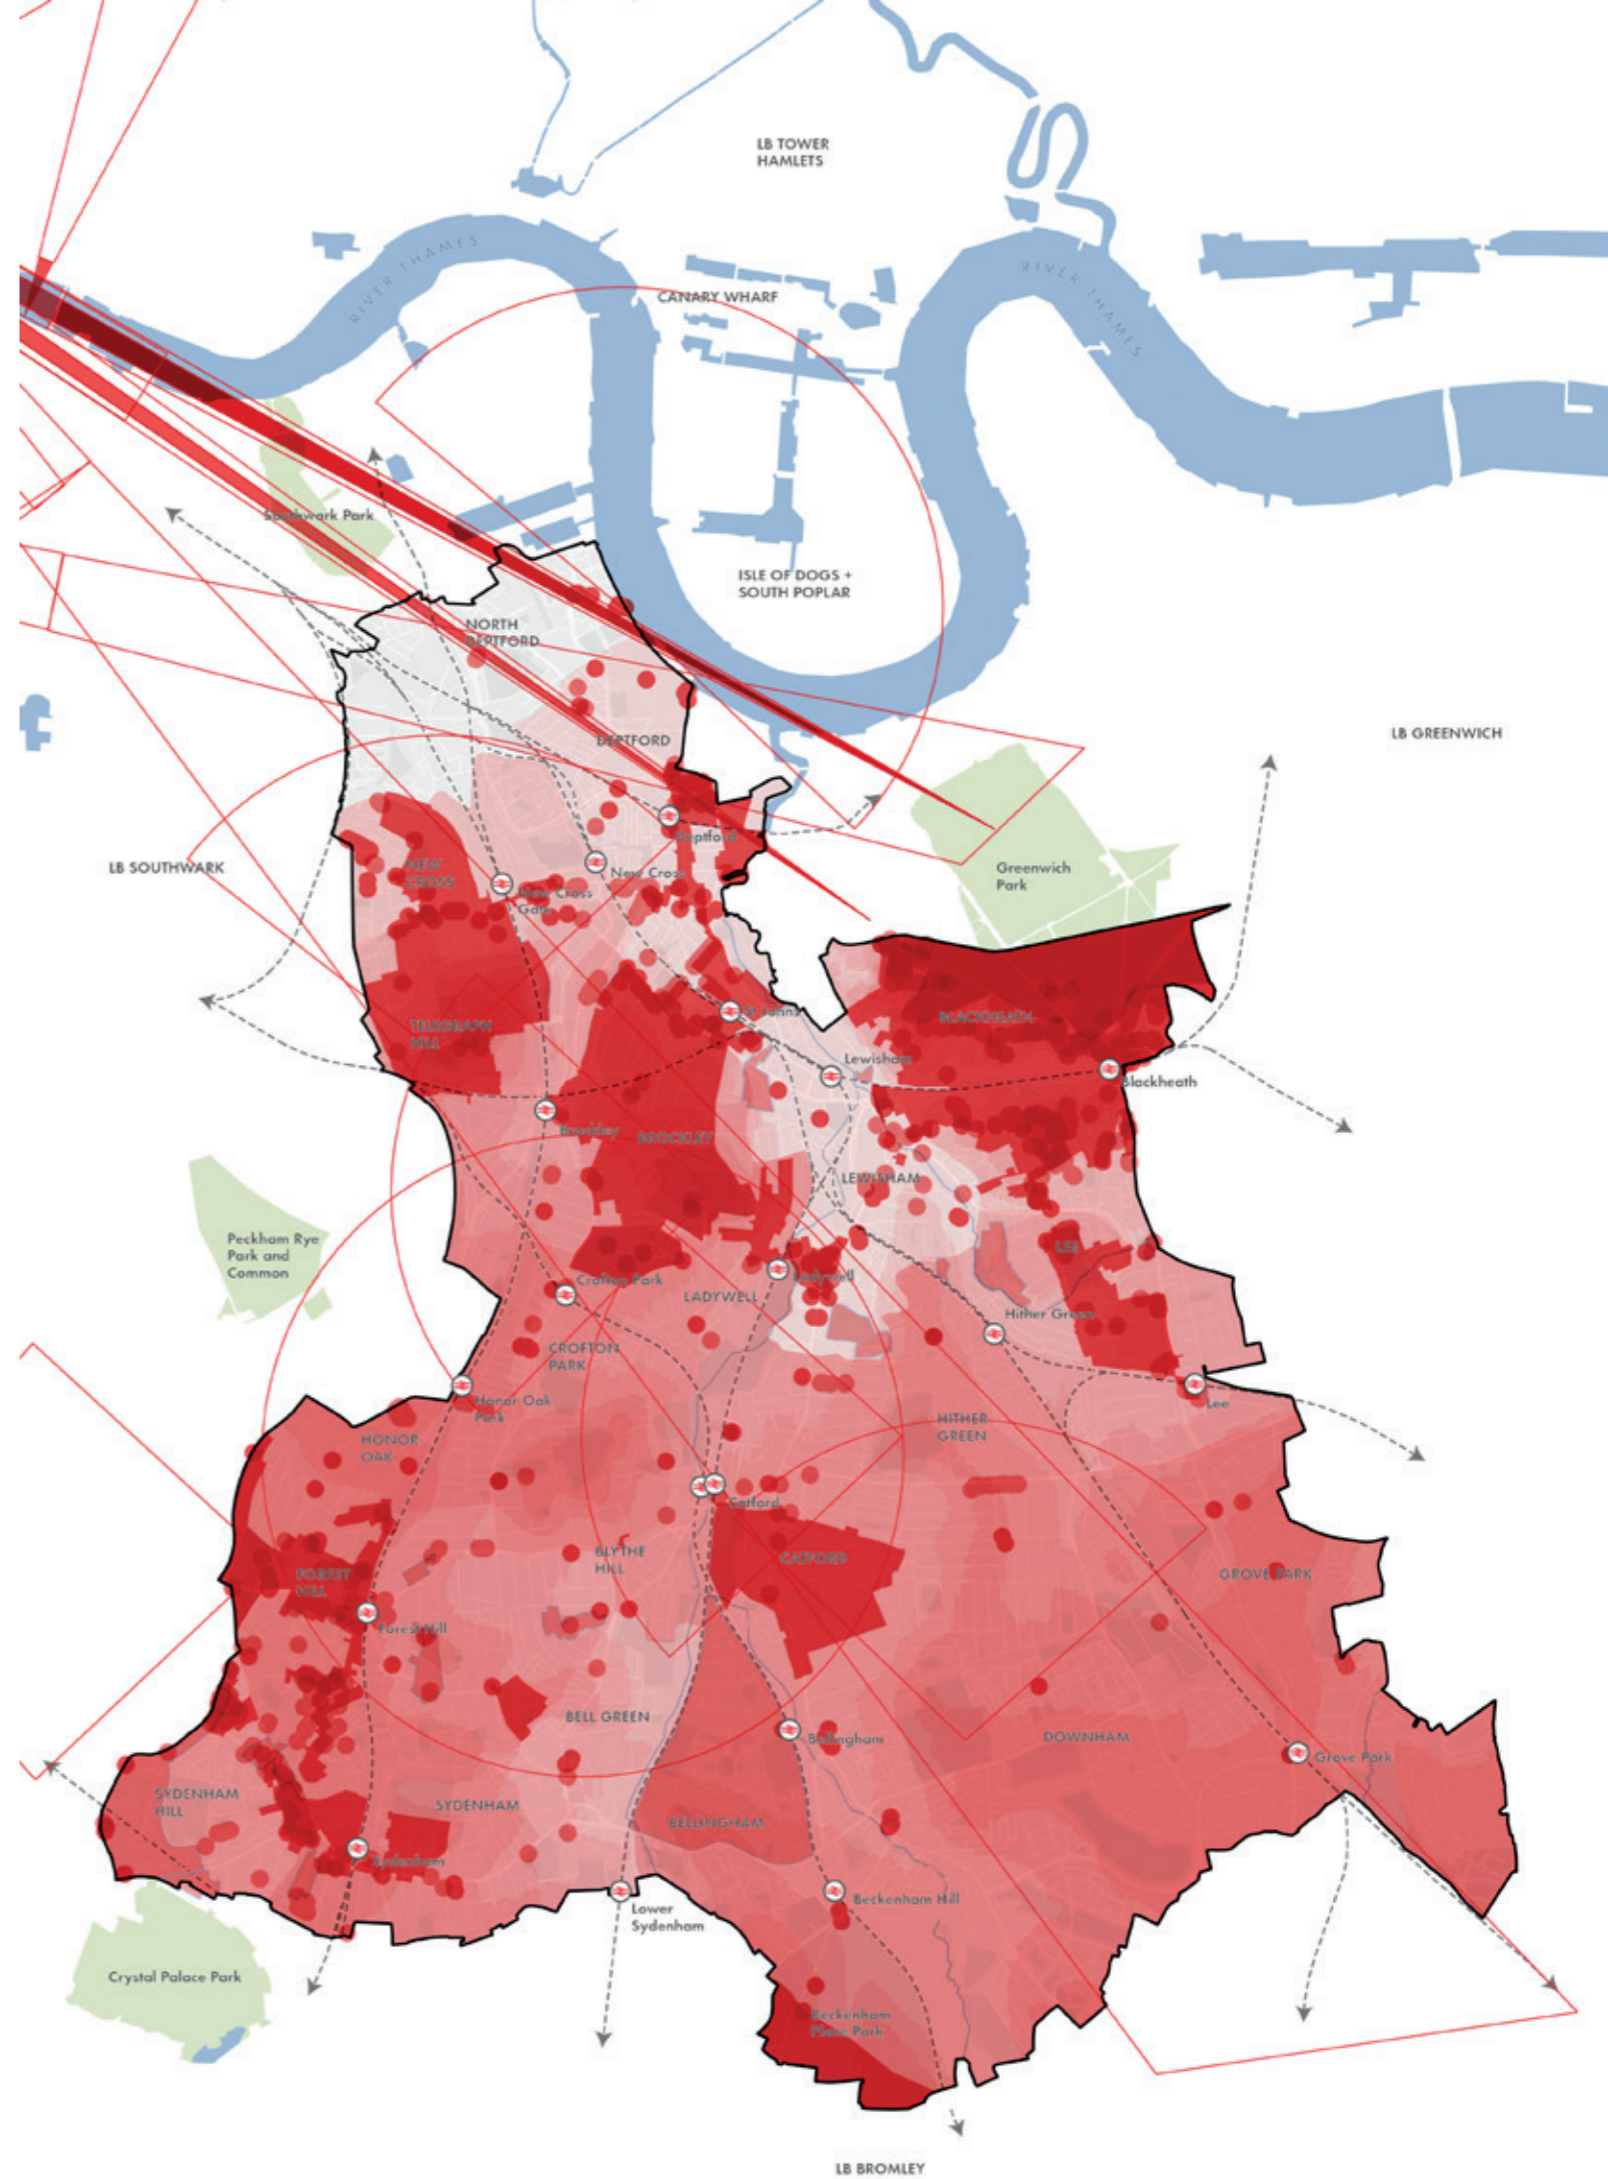 LB TOWER
HAMLETS
RIVER THAMES
RIVER THAMES
CANARY WHARF
Southwark Park
ISLE OF DOGS +
SOUTH POPLAR
NORTH
DEPTFORD
DEPTFORD
LB GREENWICH
Deptford
LB SOUTHWARK
NEW
CROSS
New Cross
New Cross
Gate
Greenwich
Park
TELEGRAPH
HILL
St Johns
BLACKHEATH
Lewisham
Blackheath
Brockley
BROCKLEY
LEWISHAM
Peckham Rye
Park and
Common
LEE
Crofton Park
Ladywell
LADYWELL
Hither Green
CROFTON
PARK
Honor Oak
Park
Lee
HONOR
OAK
HITHER
GREEN
Catford
BLYTHE
HILL
CATFORD
FOREST
HILL
GROVE PARK
Forest Hill
BELL GREEN
Bellingham
DOWNHAM
Grove Park
SYDENHAM
HILL
SYDENHAM
BELLINGHAM
Sydenham
Lower
Sydenham
Beckenham Hill
Crystal Palace Park
Beckenham
Place Park
LB BROMLEY